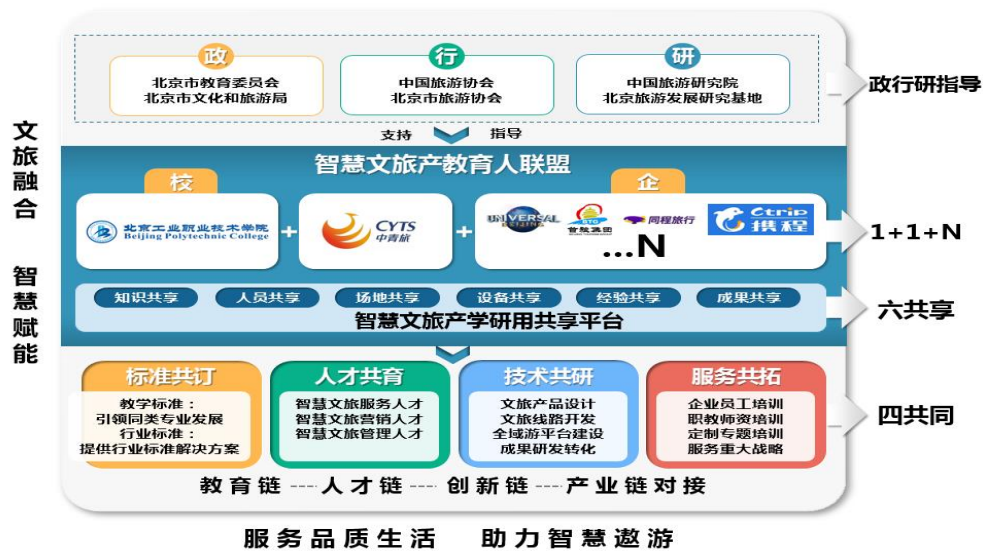 政
北京市教育委员会
北京市文化和旅游局
行
中国旅游协会
北京市旅游协会
研
中国旅游研究院
北京旅游发展研究基地
政行研指导
支持 指导
文旅融合 智慧赋能
智慧文旅产教育人联盟
校
企
北京工业职业技术学院
Beijing Polytechnic College
+
CYTS
中青旅
+
UNIVERSAL
BEIJING
BTG
首旅集团
同程旅行
Ctrip
携程
...N
1+1+N
知识共享 人员共享 场地共享 设备共享 经验共享 成果共享
智慧文旅产学研用共享平台
六共享
标准共订
教学标准：
引领同类专业发展
行业标准：
提供行业标准解决方案
人才共育
智慧文旅服务人才
智慧文旅营销人才
智慧文旅管理人才
技术共研
文旅产品设计
文旅线路开发
全域游平台建设
成果研发转化
服务共拓
企业员工培训
职教师资培训
定制专题培训
服务重大战略
四共同
教育链 ---- 人才链 ---- 创新链 ---- 产业链对接
服务品质生活 助力智慧遨游